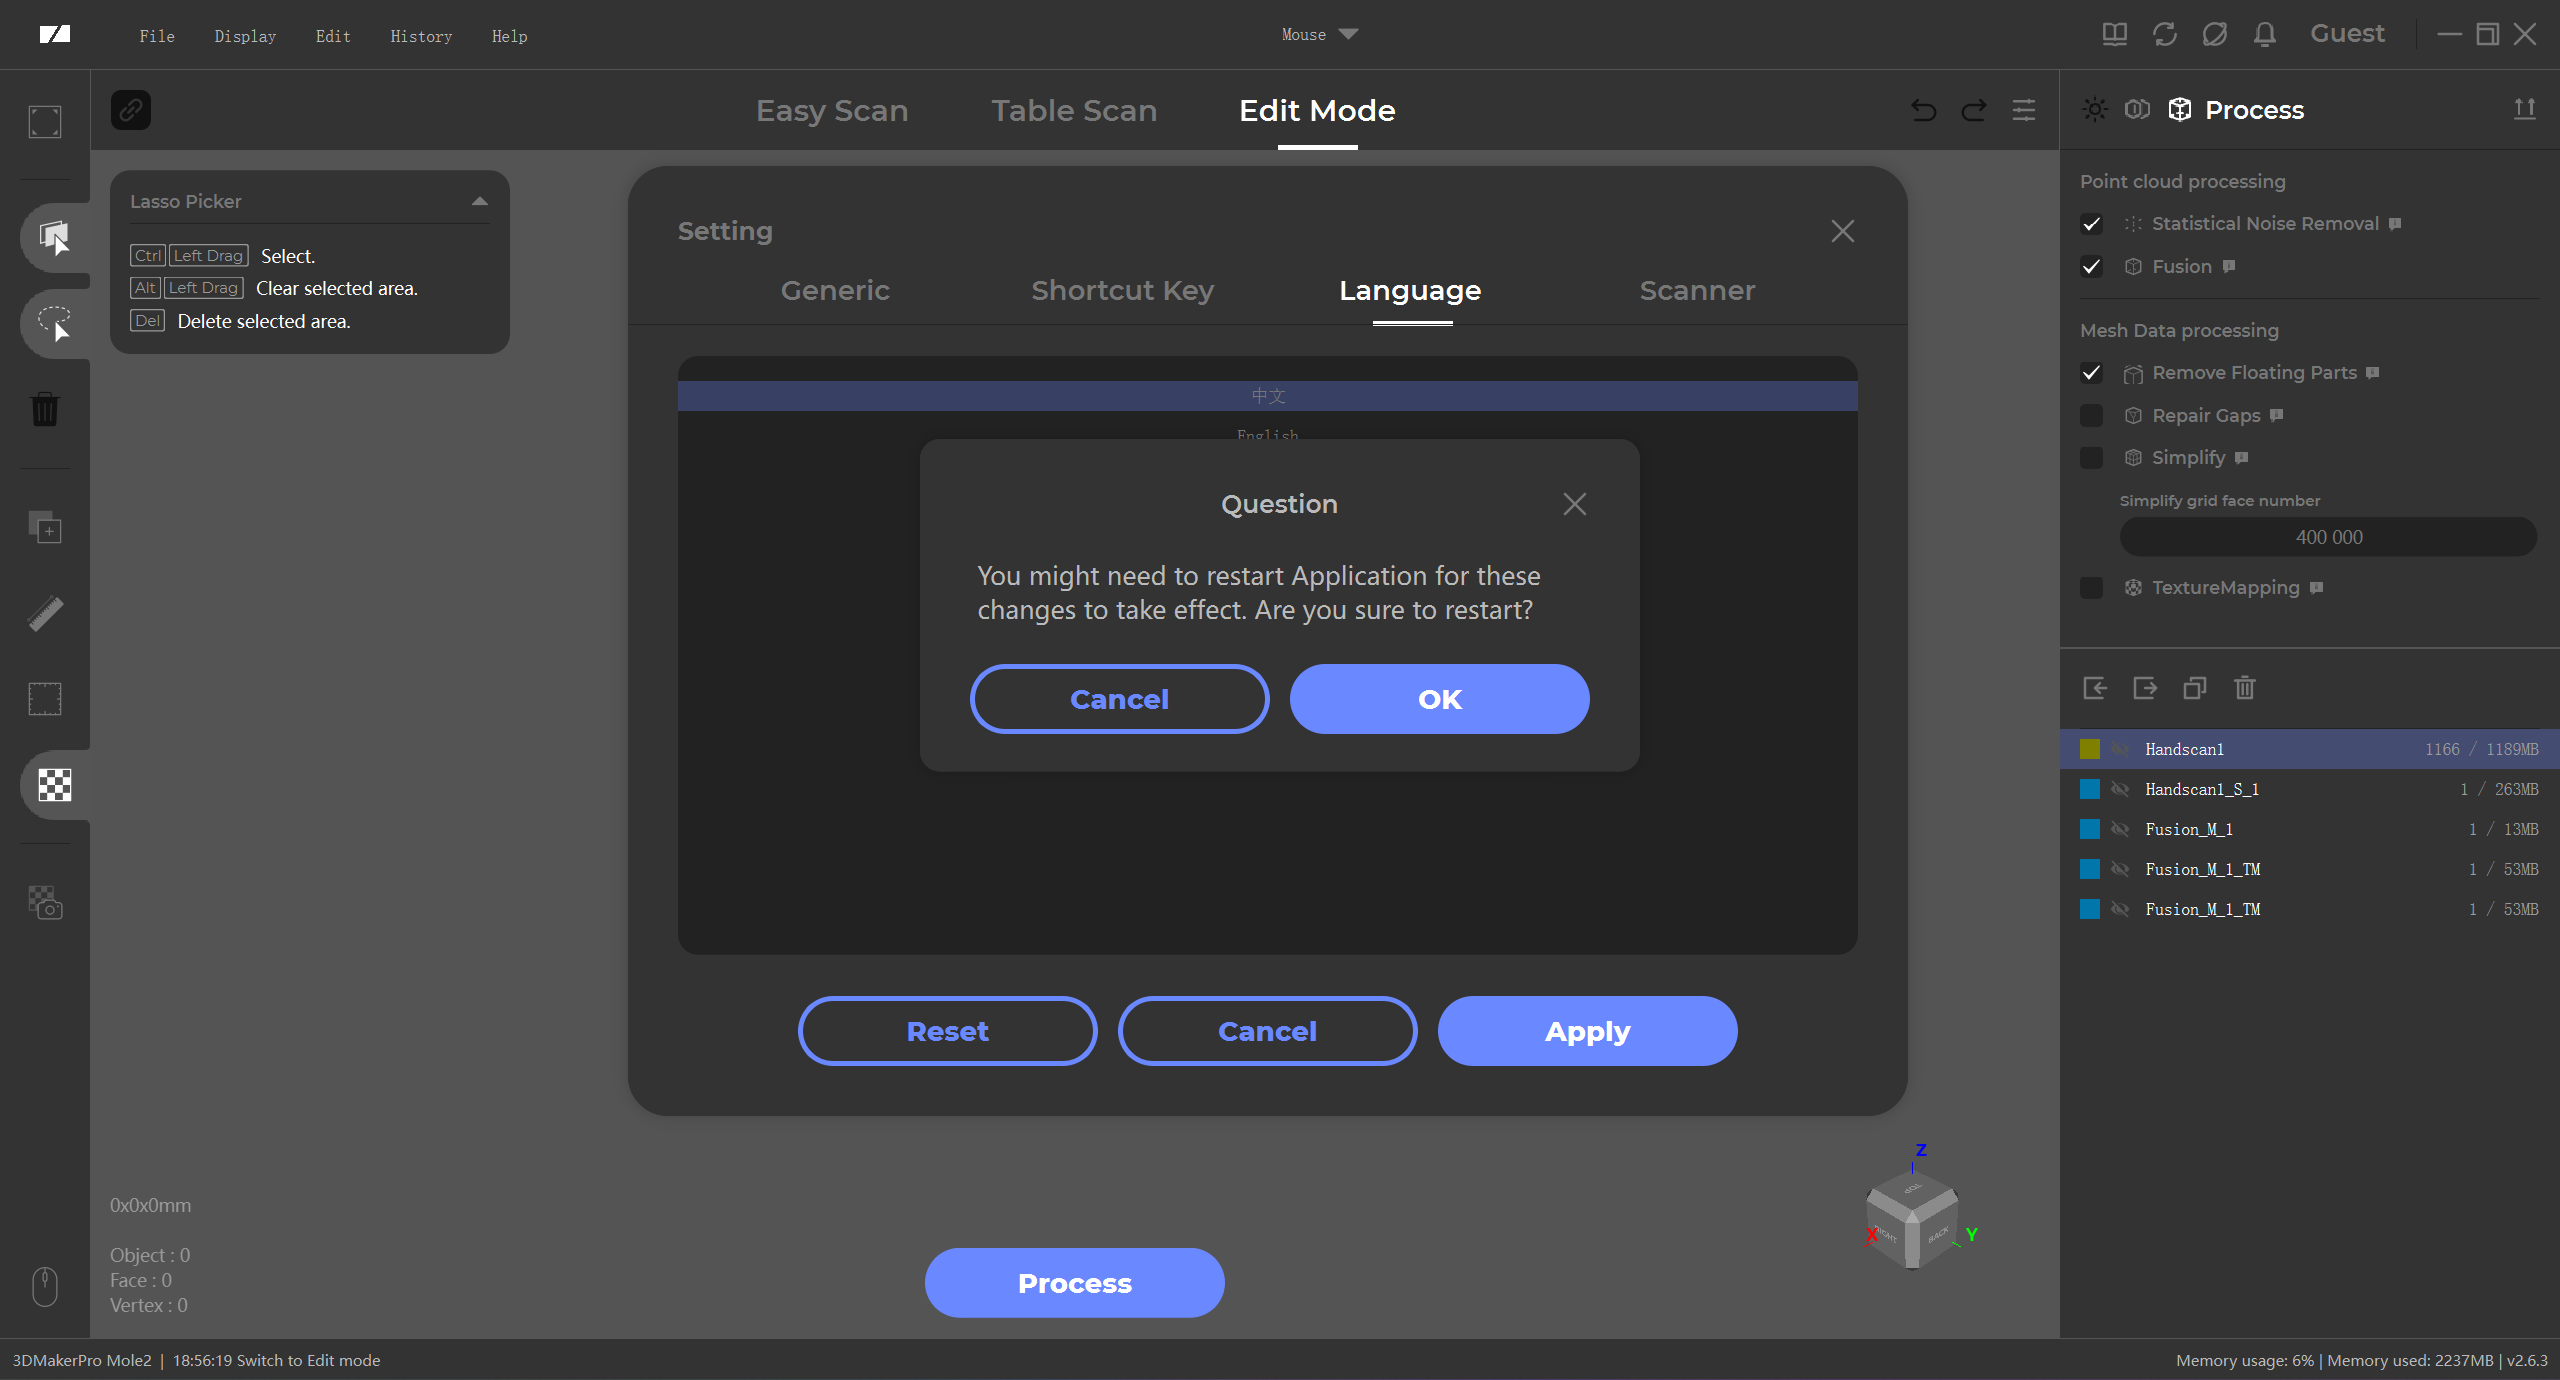 File Display Edit History Help
Mouse
Guest
Easy Scan Table Scan Edit Mode
Process
Lasso Picker
Ctrl Left Drag Select.
Alt Left Drag Clear selected area.
Del Delete selected area.
Setting
Generic Shortcut Key Language Scanner
中文
English
Question
You might need to restart Application for these
changes to take effect. Are you sure to restart?
Cancel OK
Reset Cancel Apply
Point cloud processing
Statistical Noise Removal
Fusion
Mesh Data processing
Remove Floating Parts
Repair Gaps
Simplify
Simplify grid face number
400 000
TextureMapping
Handscan1 1166 / 1189MB
Handscan1_S_1 1 / 263MB
Fusion_M_1 1 / 13MB
Fusion_M_1_TM 1 / 53MB
Fusion_M_1_TM 1 / 53MB
Z
TOP
X RIGHT BACK Y
0x0x0mm
Object : 0
Face : 0
Vertex : 0
Process
3DMakerPro Mole2 | 18:56:19 Switch to Edit mode
Memory usage: 6% | Memory used: 2237MB | v2.6.3